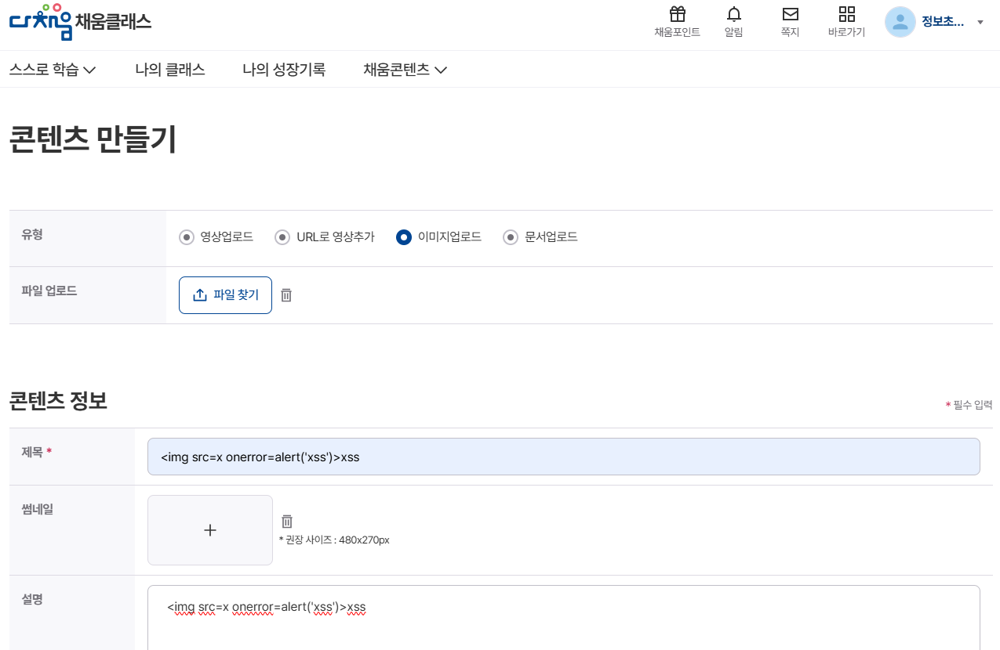 다채움 채움클래스
채움포인트
알림
쪽지
바로가기
정보초...
스스로 학습
나의 클래스
나의 성장기록
채움콘텐츠
콘텐츠 만들기
유형
영상업로드
URL로 영상추가
이미지업로드
문서업로드
파일 업로드
파일 찾기
콘텐츠 정보
* 필수 입력
제목 *
<img src=x onerror=alert('xss')>xss
썸네일
* 권장 사이즈 : 480x270px
설명
<img src=x onerror=alert('xss')>xss